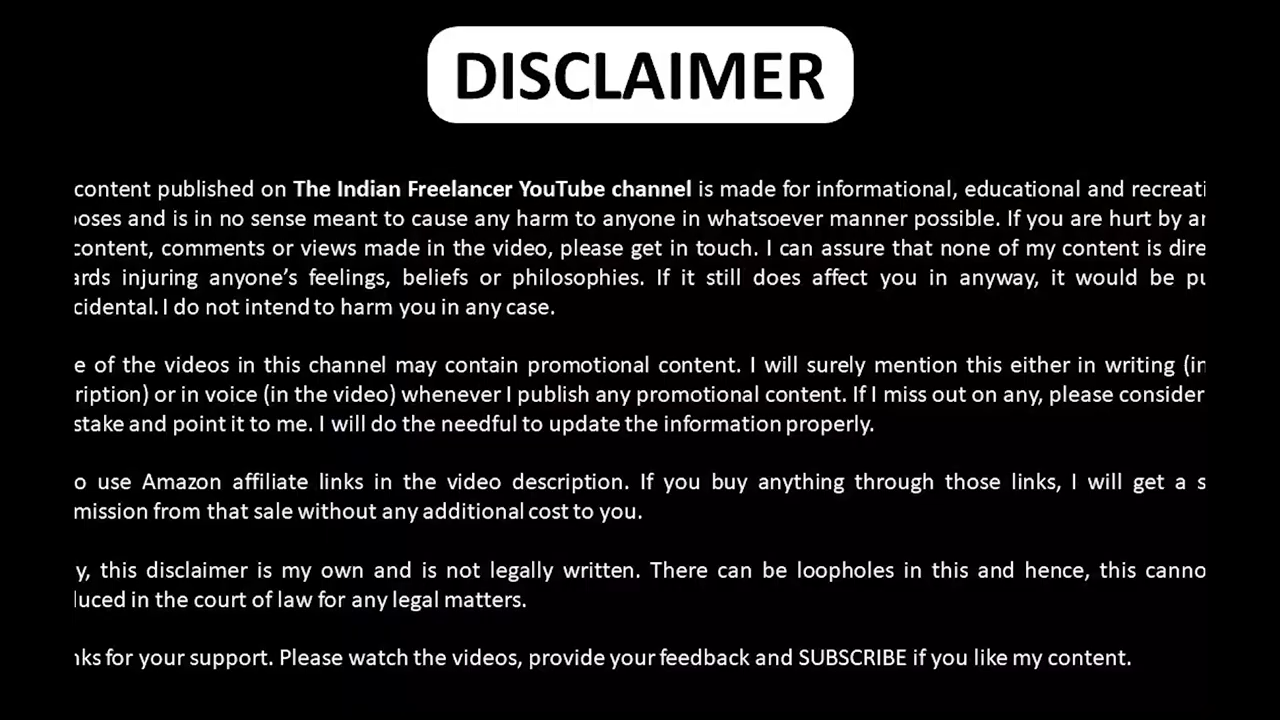 DISCLAIMER
content published on The Indian Freelancer YouTube channel is made for informational, educational and recreati
oses and is in no sense meant to cause any harm to anyone in whatsoever manner possible. If you are hurt by
content, comments or views made in the video, please get in touch. I can assure that none of my content is dire
ards injuring anyone’s feelings, beliefs or philosophies. If it still does affect you in anyway, it would be pu
cidental. I do not intend to harm you in any case.
e of the videos in this channel may contain promotional content. I will surely mention this either in writing (in
ription) or in voice (in the video) whenever I publish any promotional content. If I miss out on any, please consider
stake and point it to me. I will do the needful to update the information properly.
o use Amazon affiliate links in the video description. If you buy anything through those links, I will get a s
mission from that sale without any additional cost to you.
y, this disclaimer is my own and is not legally written. There can be loopholes in this and hence, this canno
uced in the court of law for any legal matters.
nks for your support. Please watch the videos, provide your feedback and SUBSCRIBE if you like my content.